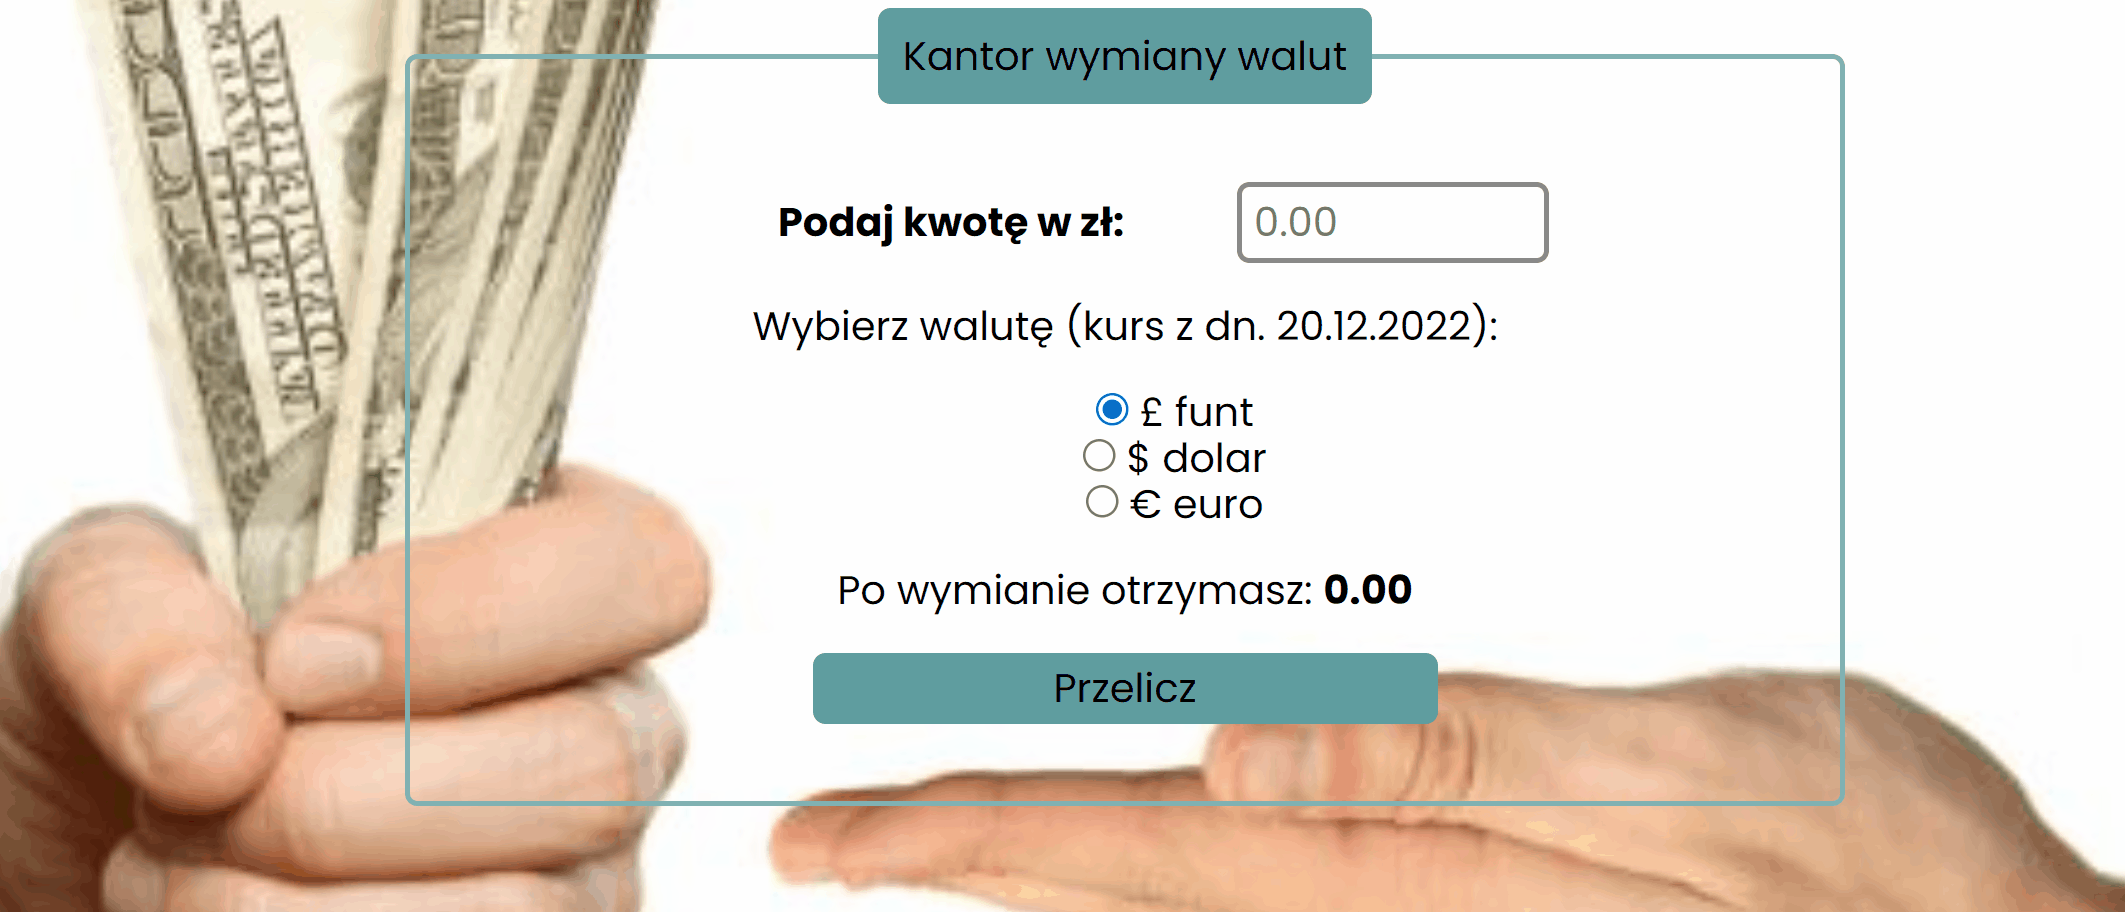 Kantor wymiany walut
Podaj kwotę w zł: 0.00
Wybierz walutę (kurs z dn. 20.12.2022):
£ funt
$ dolar
€ euro
Po wymianie otrzymasz: 0.00
Przelicz